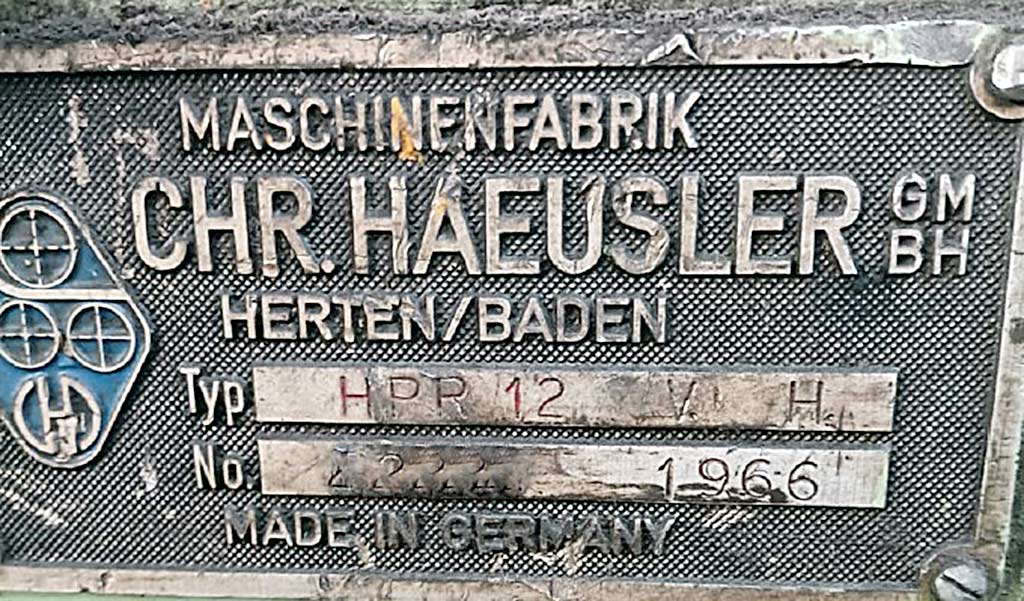 MASCHINENFABRIK
CHR. HAEUSLER GMBH
HERTEN/BADEN
Typ HPR 12 V. H
No. 1966
MADE IN GERMANY